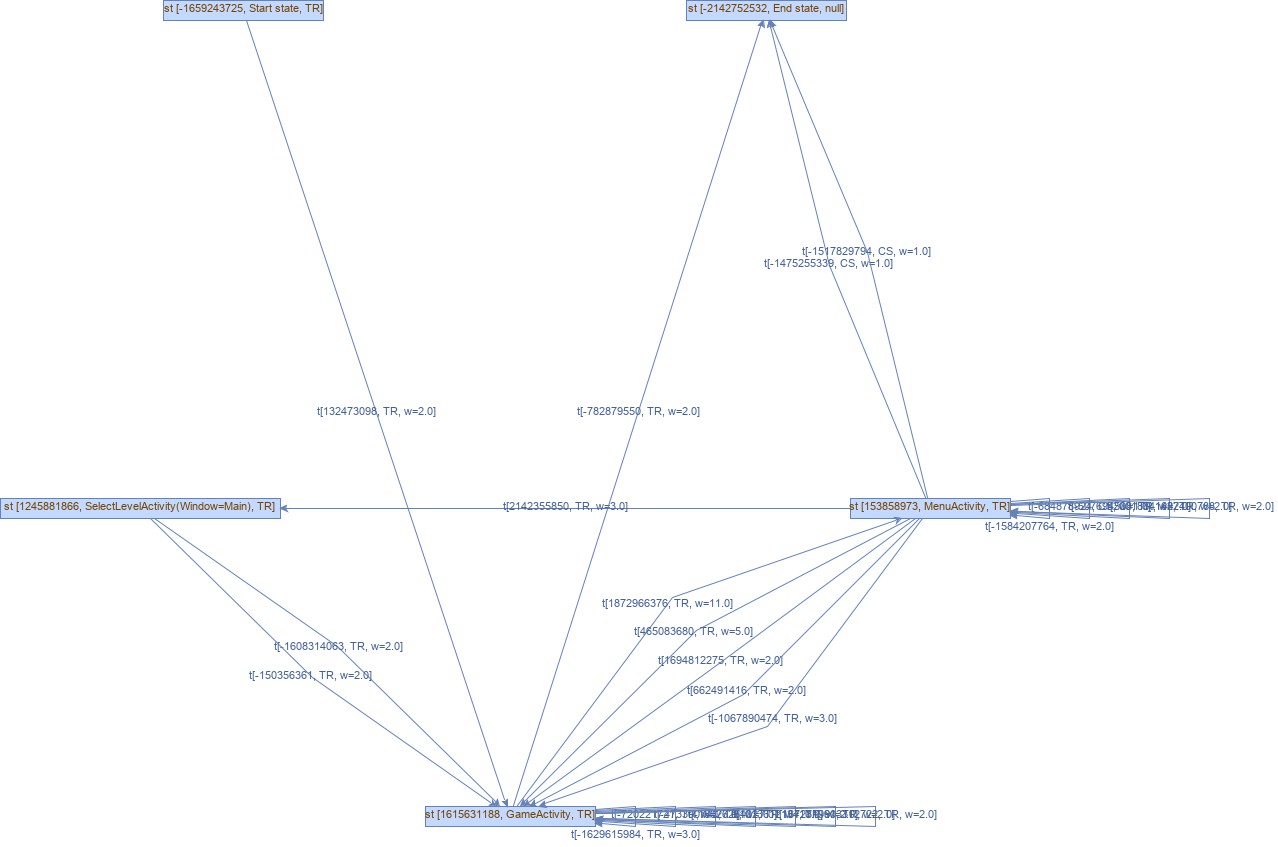 st [-1659243725, Start state, TR]
st [-2142752532, End state, null]
t[-1517829794, CS, w=1.0]
t[-1475255339, CS, w=1.0]
t[132473098, TR, w=2.0]
t[-782879550, TR, w=2.0]
st [1245881866, SelectLevelActivity(Window=Main), TR]
t[2142355850, TR, w=3.0]
st [153858973, MenuActivity, TR]
TR, w=2.0]
t[-1584207764, TR, w=2.0]
t[1872966376, TR, w=11.0]
t[465083680, TR, w=5.0]
t[-1608314063, TR, w=2.0]
t[1694812275, TR, w=2.0]
t[-150356361, TR, w=2.0]
t[662491416, TR, w=2.0]
t[-1067890474, TR, w=3.0]
st [1615631188, GameActivity, TR]
TR, w=2.0]
t[-1629615984, TR, w=3.0]